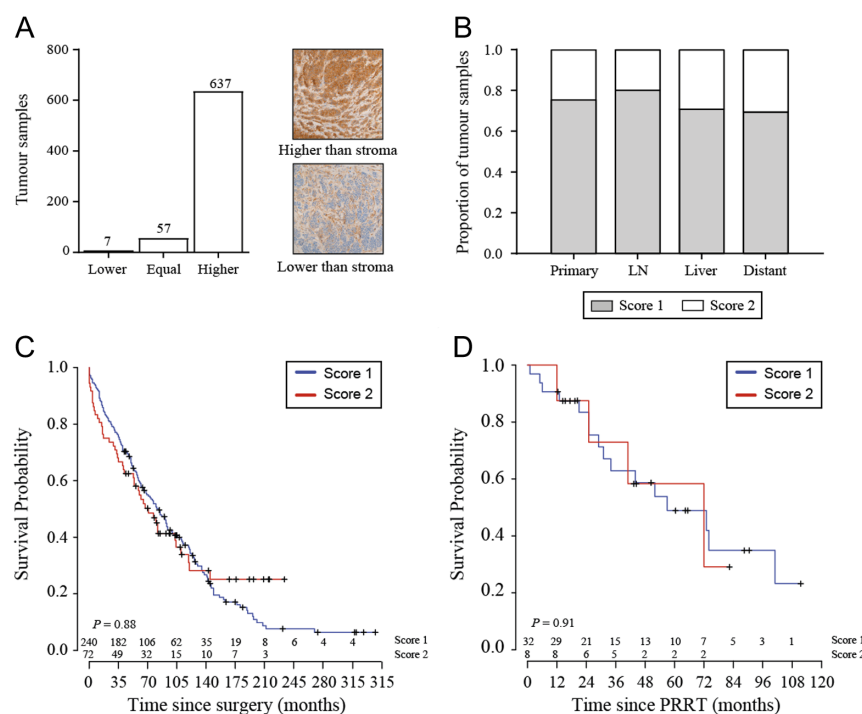 A
800
600
400
200
0
Tumour samples
7
57
637
Lower Equal Higher
Higher than stroma
Lower than stroma
B
1.0
0.8
0.6
0.4
0.2
0.0
Proportion of tumour samples
Primary LN Liver Distant
Score 1 Score 2
C
1.0
0.8
0.6
0.4
0.2
0.0
Survival Probability
Score 1
Score 2
P = 0.88
240 182 106 62 35 19 8 6 4 4 Score 1
72 49 32 15 10 7 3 Score 2
0 35 70 105 140 175 210 245 280 315 315
Time since surgery (months)
D
1.0
0.8
0.6
0.4
0.2
0.0
Survival Probability
Score 1
Score 2
P = 0.91
32 29 21 15 13 10 7 5 3 1 Score 1
8 8 6 5 2 2 2 Score 2
0 12 24 36 48 60 72 84 96 108 120
Time since PRRT (months)